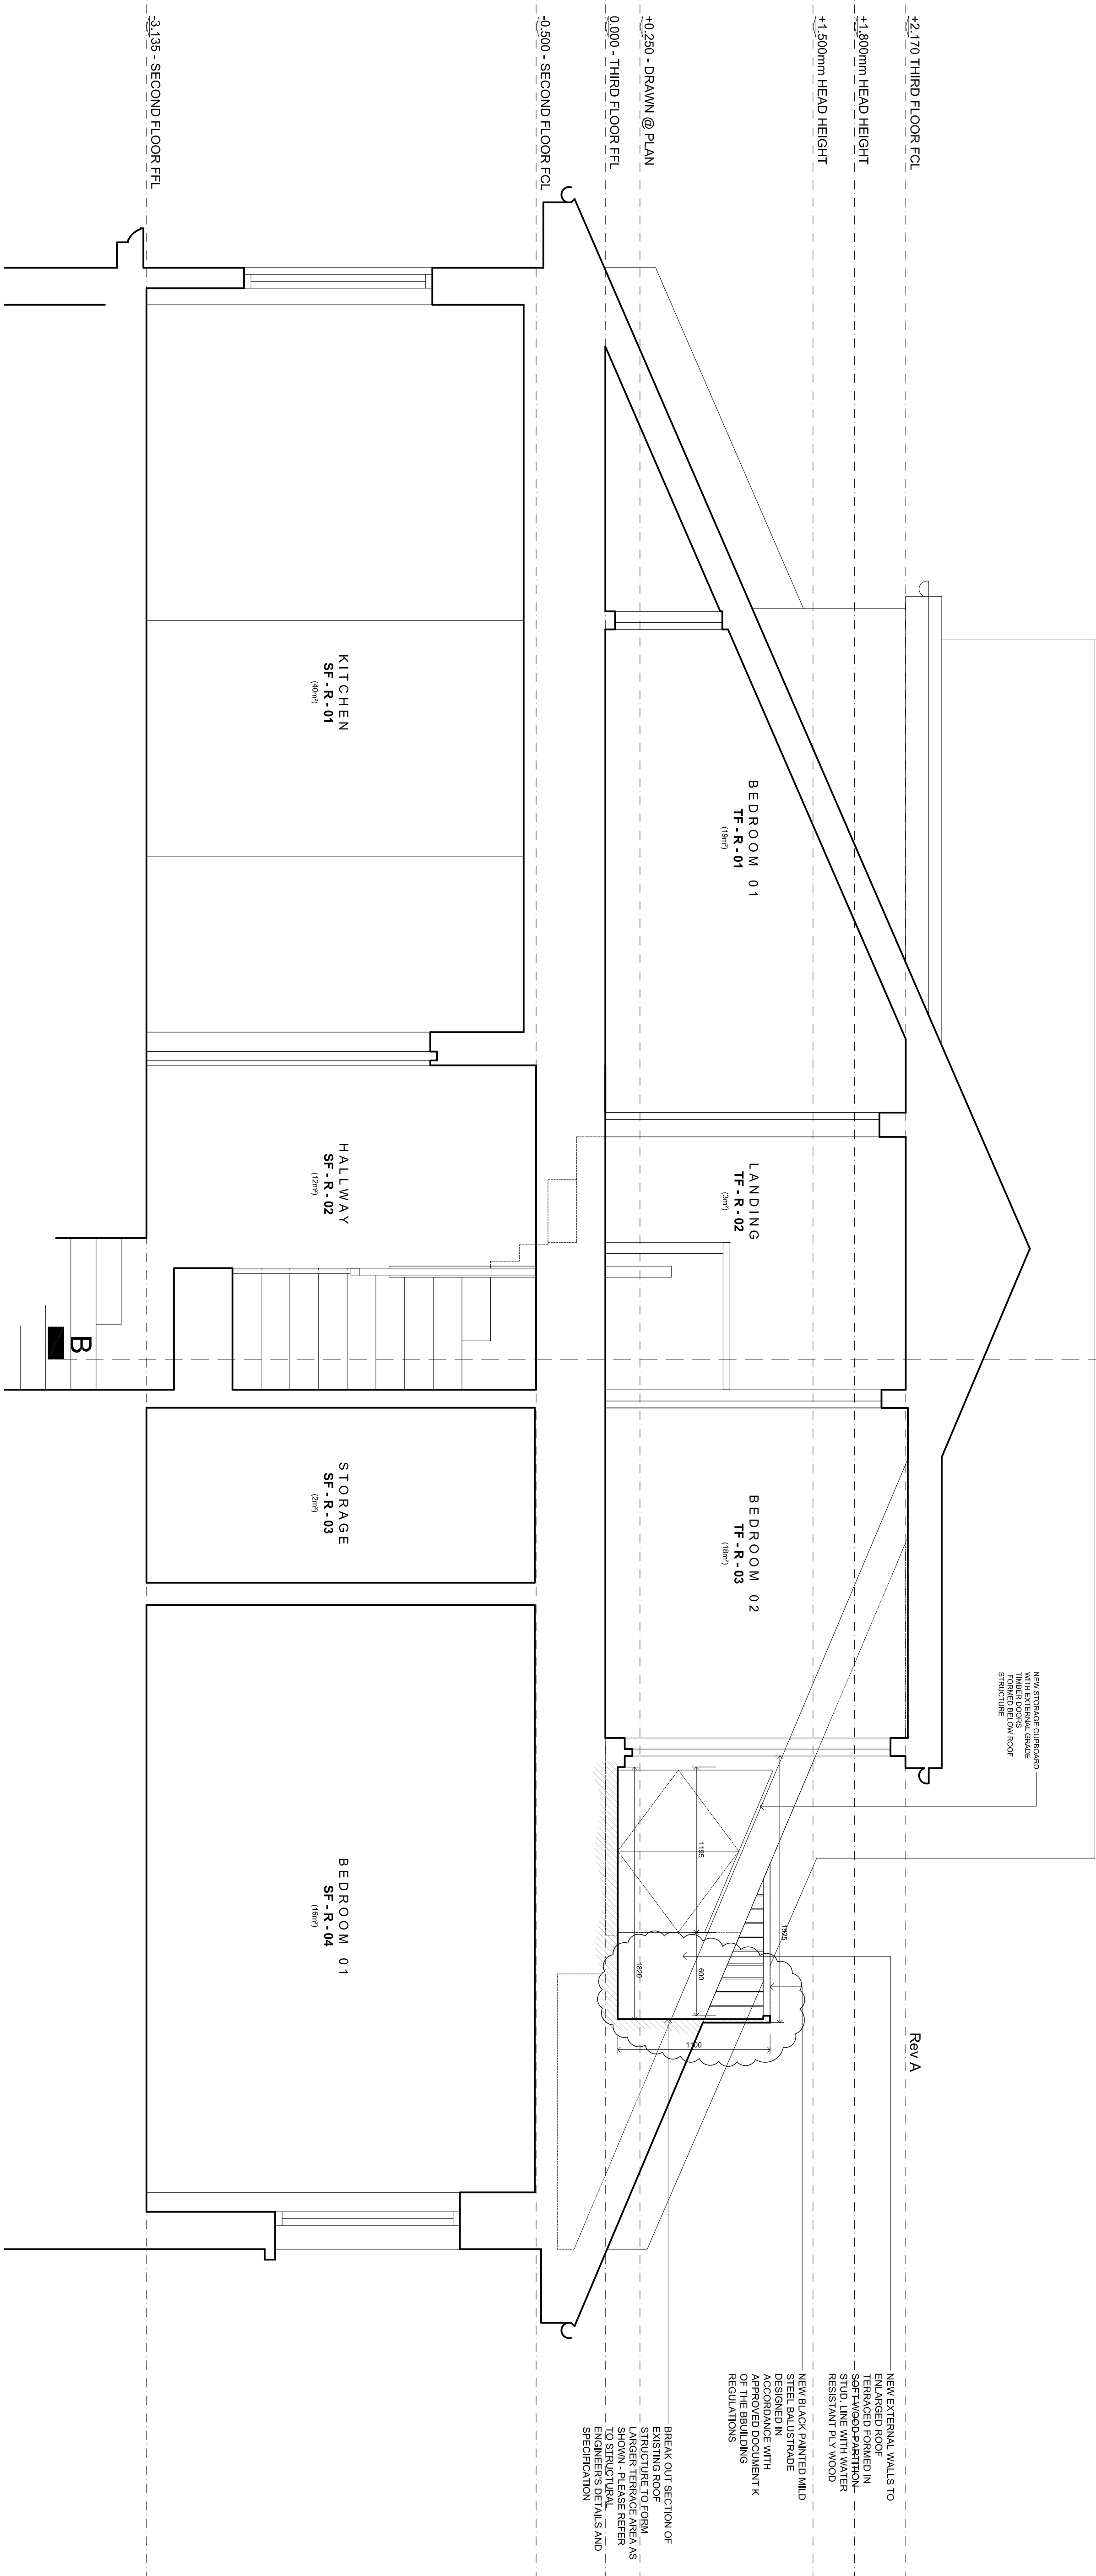 +2.170 THIRD FLOOR FCL
+1.800mm HEAD HEIGHT
+1.500mm HEAD HEIGHT
+0.250 - DRAWN @ PLAN
0.000 - THIRD FLOOR FFL
-0.500 - SECOND FLOOR FCL
-3.135 - SECOND FLOOR FFL
BEDROOM 01
TF - R - 01
(19m²)
LANDING
TF - R - 02
(3m²)
BEDROOM 02
TF - R - 03
(18m²)
KITCHEN
SF - R - 01
(40m²)
HALLWAY
SF - R - 02
(12m²)
STORAGE
SF - R - 03
(2m²)
BEDROOM 01
SF - R - 04
(16m²)
B
NEW STORAGE CUPBOARD
WITH EXTERNAL GRADE
TIMBER DOORS
FORMED BELOW ROOF
STRUCTURE
1925
1195
600
1820
1100
Rev A
NEW EXTERNAL WALLS TO
ENLARGED ROOF
TERRACED FORMED IN
SOFT-WOOD PARTITION
STUD. LINE WITH WATER
RESISTANT PLY WOOD
NEW BLACK PAINTED MILD
STEEL BALUSTRADE
DESIGNED IN
ACCORDANCE WITH
APPROVED DOCUMENT K
OF THE BBUILDING
REGULATIONS
BREAK OUT SECTION OF
EXISTING ROOF
STRUCTURE TO FORM
LARGER TERRACE AREA AS
SHOWN - PLEASE REFER
TO STRUCTURAL
ENGINEER'S DETAILS AND
SPECIFICATION